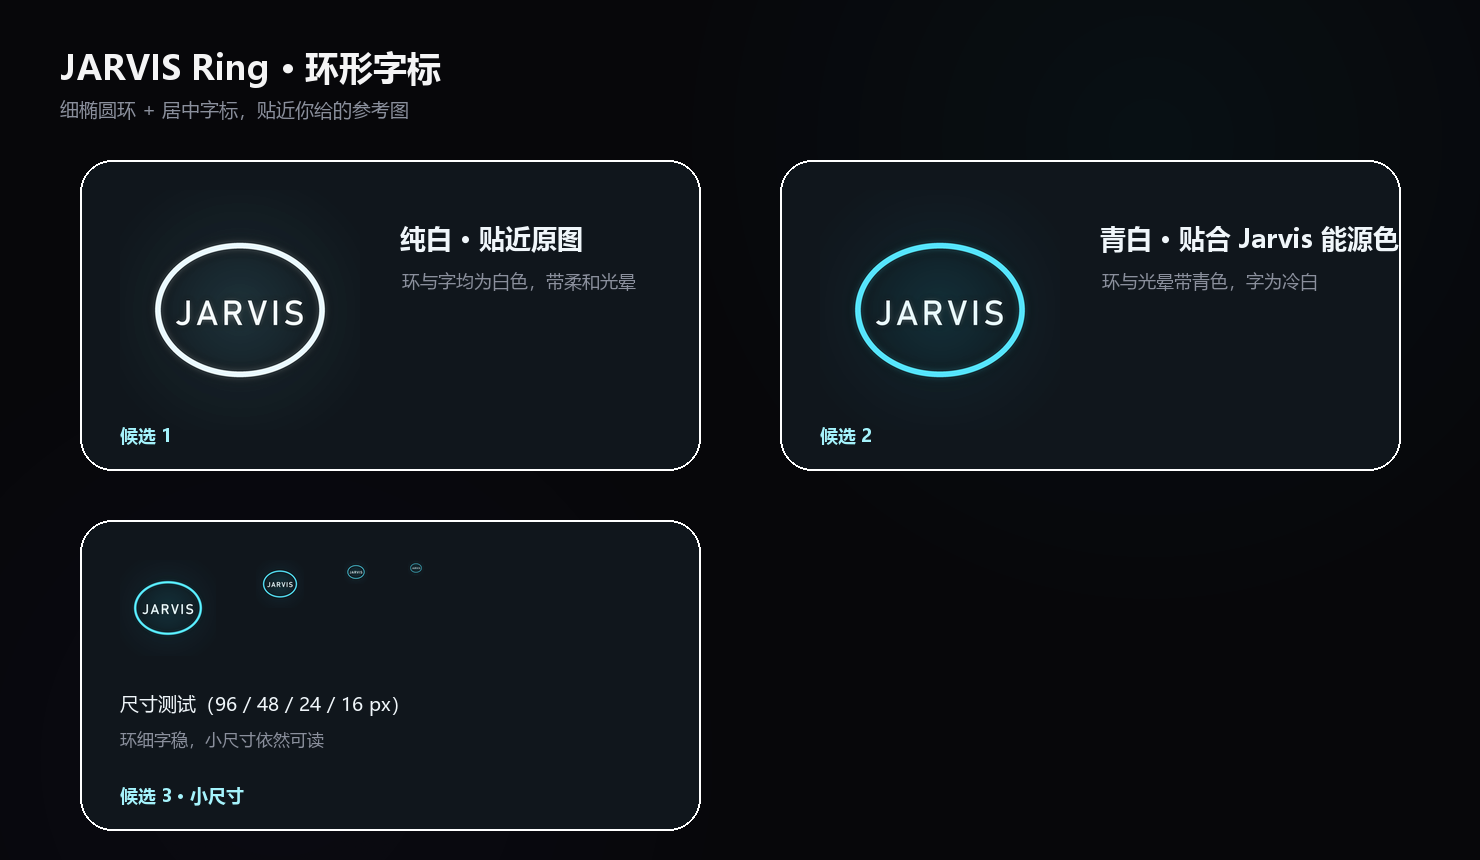 JARVIS Ring • 环形字标
细椭圆环 + 居中字标，贴近你给的参考图
纯白 • 贴近原图
环与字均为白色，带柔和光晕
JARVIS
候选 1
青白 • 贴合 Jarvis 能源色
环与光晕带青色，字为冷白
JARVIS
候选 2
JARVIS
JARVIS
JARVIS
尺寸测试（96 / 48 / 24 / 16 px）
环细字稳，小尺寸依然可读
候选 3 • 小尺寸